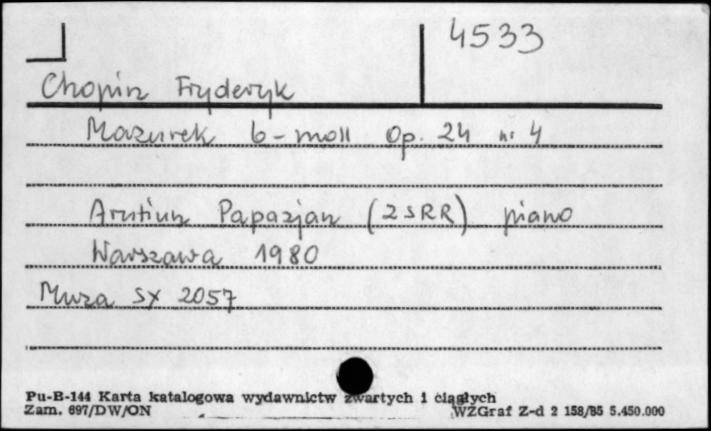 4533
Chopin Fryderyk
Mazurek b-moll Op. 24 nr 4
Arutiun Papazjan (ZSRR) piano
Warszawa 1980
Muza SX 2057
Pu-B-144 Karta katalogowa wydawnictw zwartych i ciągłych
Zam. 697/DW/ON WZGraf Z-d 2 158/85 5.450.000